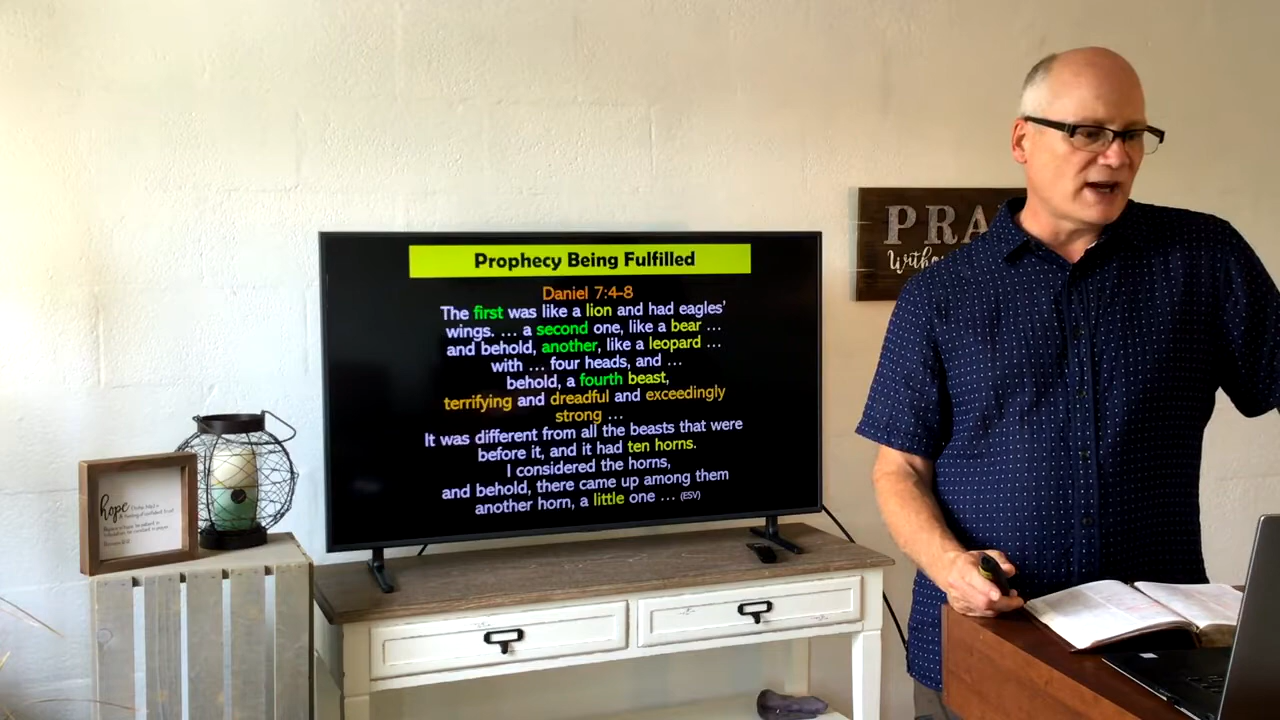 Prophecy Being Fulfilled
Daniel 7:4-8
The first was like a lion and had eagles'
wings. … a second one, like a bear …
and behold, another, like a leopard …
with … four heads, and …
behold, a fourth beast,
terrifying and dreadful and exceedingly
strong …
It was different from all the beasts that were
before it, and it had ten horns.
I considered the horns,
and behold, there came up among them
another horn, a little one … (ESV)
PRA
Witho
hope